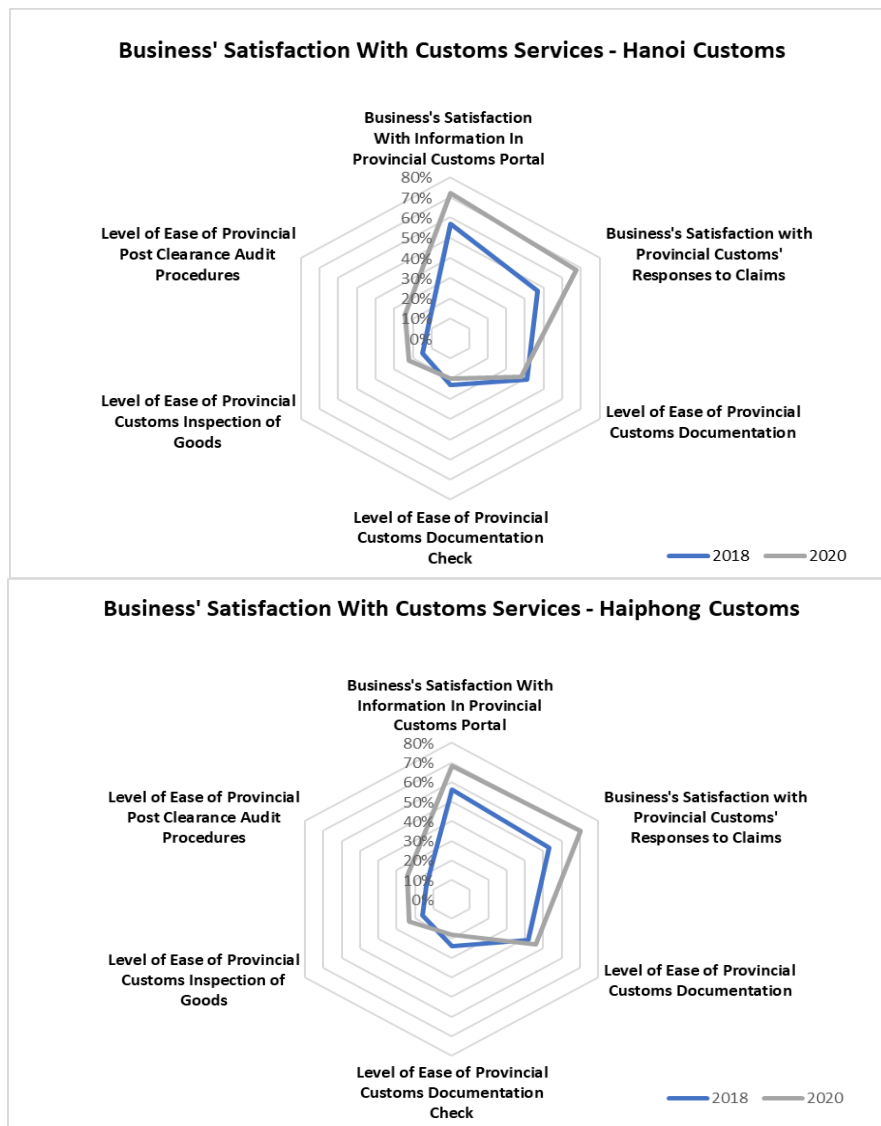 Business' Satisfaction With Customs Services - Hanoi Customs
Business's Satisfaction
With Information In
Provincial Customs Portal
80%
70%
60%
50%
40%
30%
20%
10%
0%
Business's Satisfaction with
Provincial Customs'
Responses to Claims
Level of Ease of Provincial
Customs Documentation
Level of Ease of Provincial
Customs Documentation
Check
Level of Ease of Provincial
Customs Inspection of
Goods
Level of Ease of Provincial
Post Clearance Audit
Procedures
2018
2020
Business' Satisfaction With Customs Services - Haiphong Customs
Business's Satisfaction With
Information In Provincial
Customs Portal
80%
70%
60%
50%
40%
30%
20%
10%
0%
Business's Satisfaction with
Provincial Customs'
Responses to Claims
Level of Ease of Provincial
Customs Documentation
Level of Ease of Provincial
Customs Documentation
Check
Level of Ease of Provincial
Customs Inspection of
Goods
Level of Ease of Provincial
Post Clearance Audit
Procedures
2018
2020